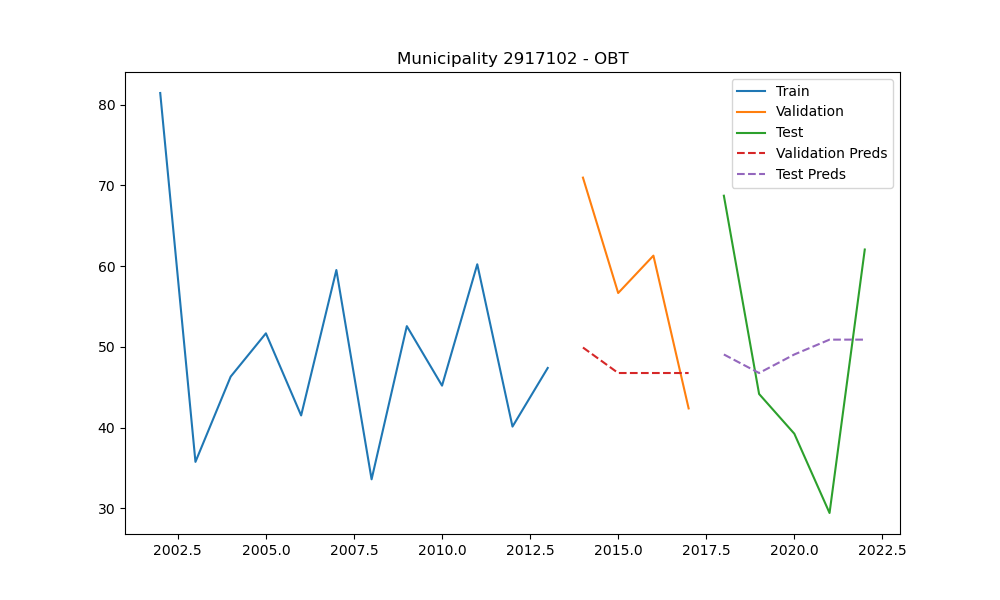 Municipality 2917102 - OBT
Train
Validation
Test
Validation Preds
Test Preds
80
70
60
50
40
30
2002.5 2005.0 2007.5 2010.0 2012.5 2015.0 2017.5 2020.0 2022.5